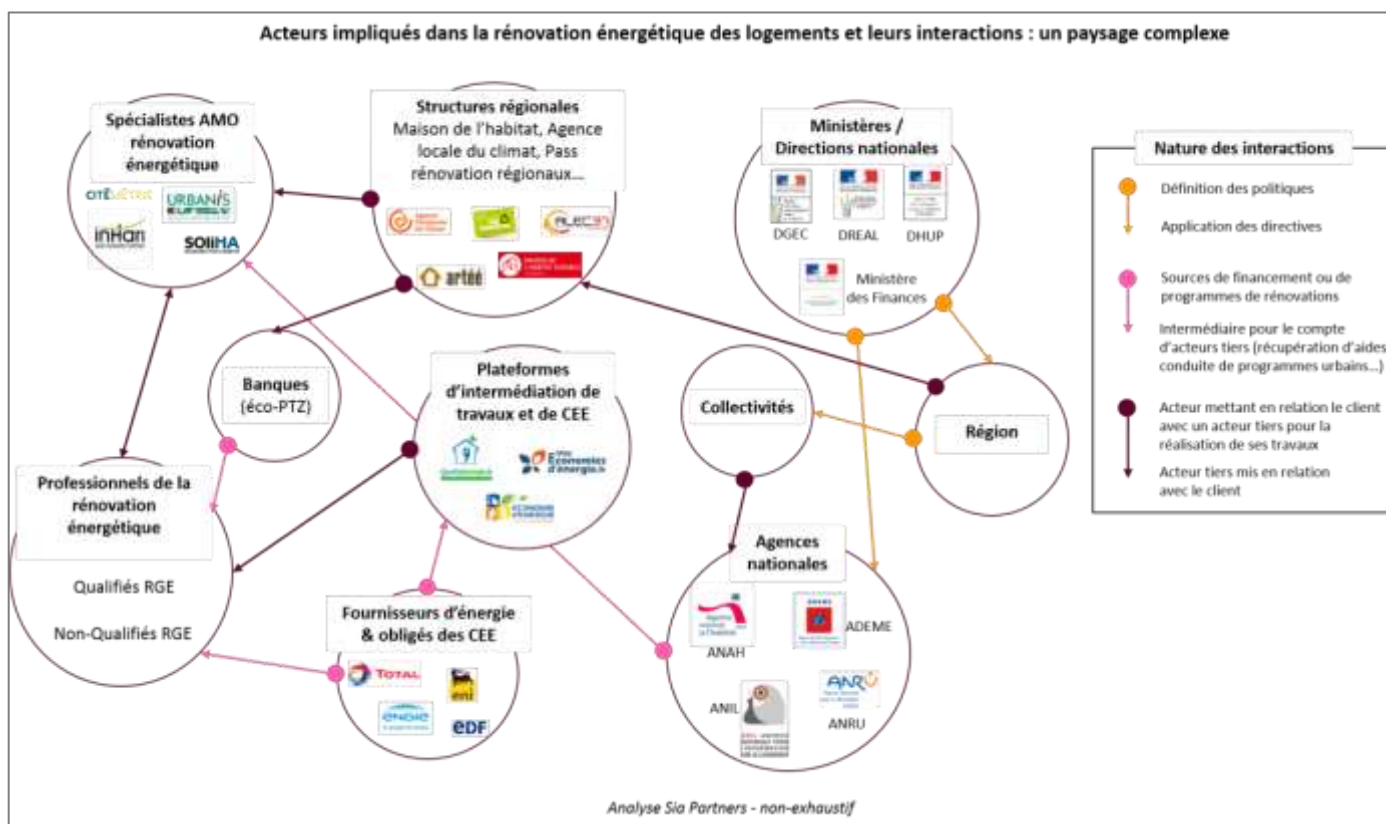 Acteurs impliqués dans la rénovation énergétique des logements et leurs interactions : un paysage complexe
Spécialistes AMO
rénovation
énergétique
CITÉMÉTRIE
URBANIS
inHari
SOliHA
Structures régionales
Maison de l'habitat, Agence
locale du climat, Pass
rénovation régionaux...
artéé
Ministères /
Directions nationales
DGEC
DREAL
DHUP
Ministère
des Finances
Banques
(éco-PTZ)
Plateformes
d'intermédiation de
travaux et de CEE
Economies
d'énergie.fr
Collectivités
Région
Professionnels de la
rénovation
énergétique
Qualifiés RGE
Non-Qualifiés RGE
Fournisseurs d'énergie
& obligés des CEE
TOTAL
eni
ENGIE
eDF
Agences
nationales
ANAH
ADEME
ANIL
ANRU
ANRU
Nature des interactions
Définition des politiques
Application des directives
Sources de financement ou de
programmes de rénovations
Intermédiaire pour le compte
d'acteurs tiers (récupération d'aides,
conduite de programmes urbains...)
Acteur mettant en relation le client
avec un acteur tiers pour la
réalisation de ses travaux
Acteur tiers mis en relation
avec le client
Analyse Sia Partners - non-exhaustif